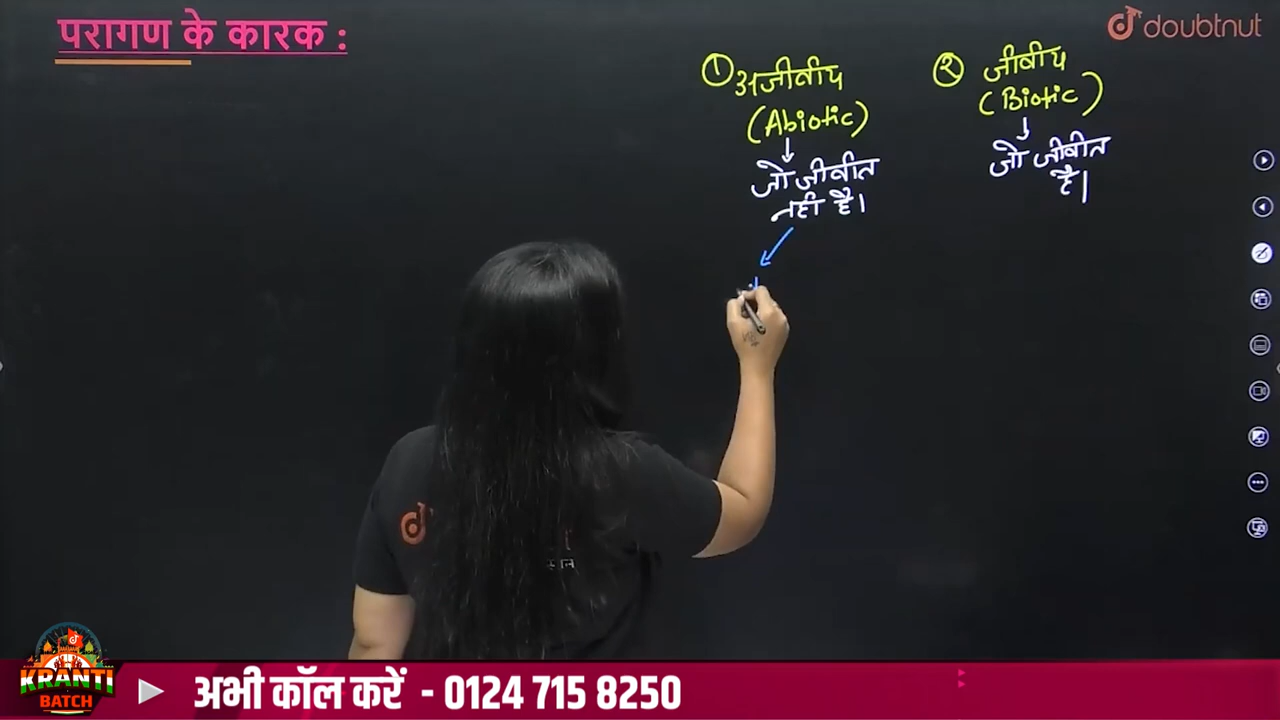 परागण के कारक :
doubtnut
① अजीवीय
(Abiotic)
↓
जो जीवीत
नही है।
② जीवीय
(Biotic)
↓
जो जीवीत
है।
KRANTI
BATCH
अभी कॉल करें - 0124 715 8250